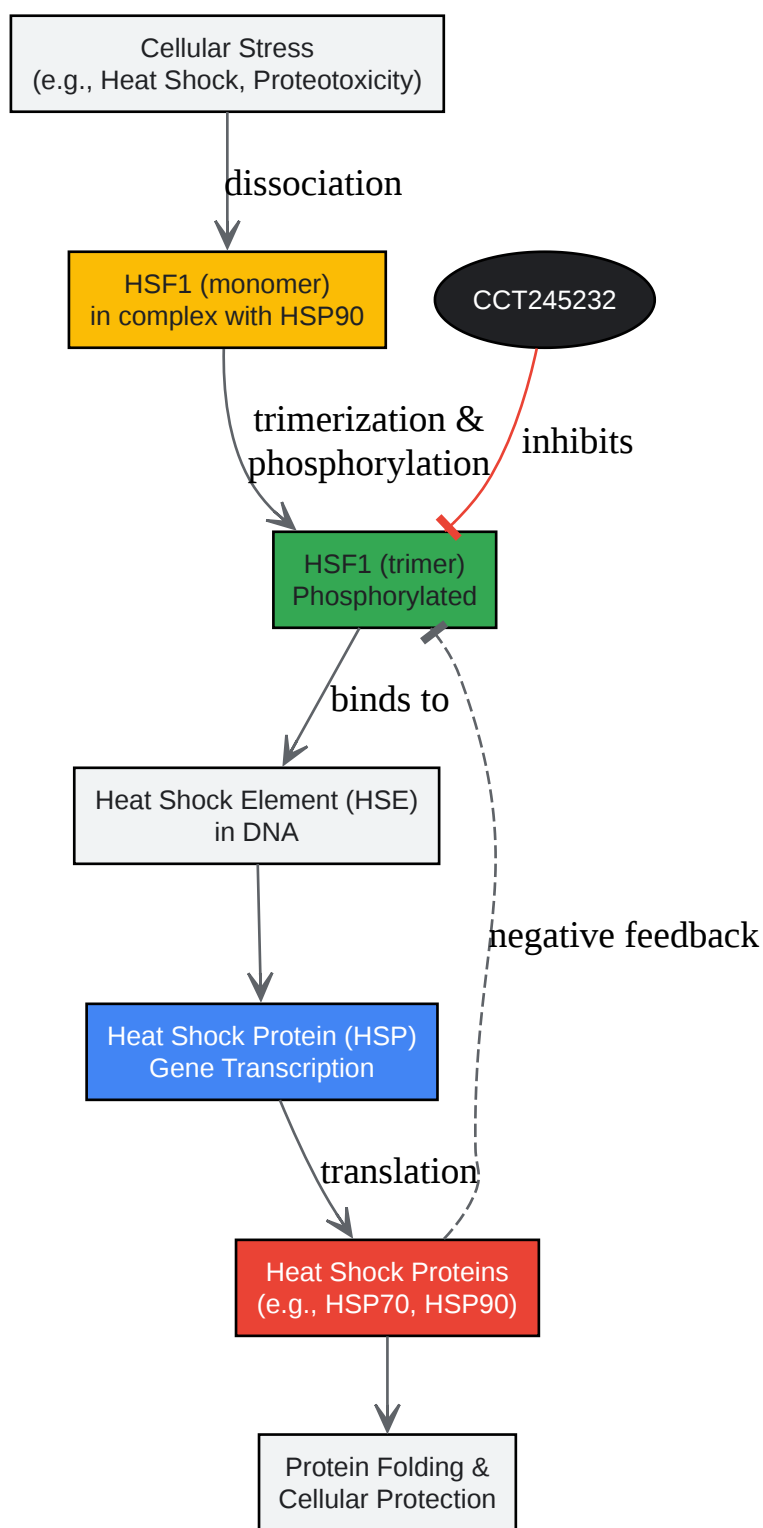 Cellular Stress
(e.g., Heat Shock, Proteotoxicity)
dissociation
HSF1 (monomer)
in complex with HSP90
CCT245232
trimerization &
phosphorylation
inhibits
HSF1 (trimer)
Phosphorylated
binds to
Heat Shock Element (HSE)
in DNA
negative feedback
Heat Shock Protein (HSP)
Gene Transcription
translation
Heat Shock Proteins
(e.g., HSP70, HSP90)
Protein Folding &
Cellular Protection